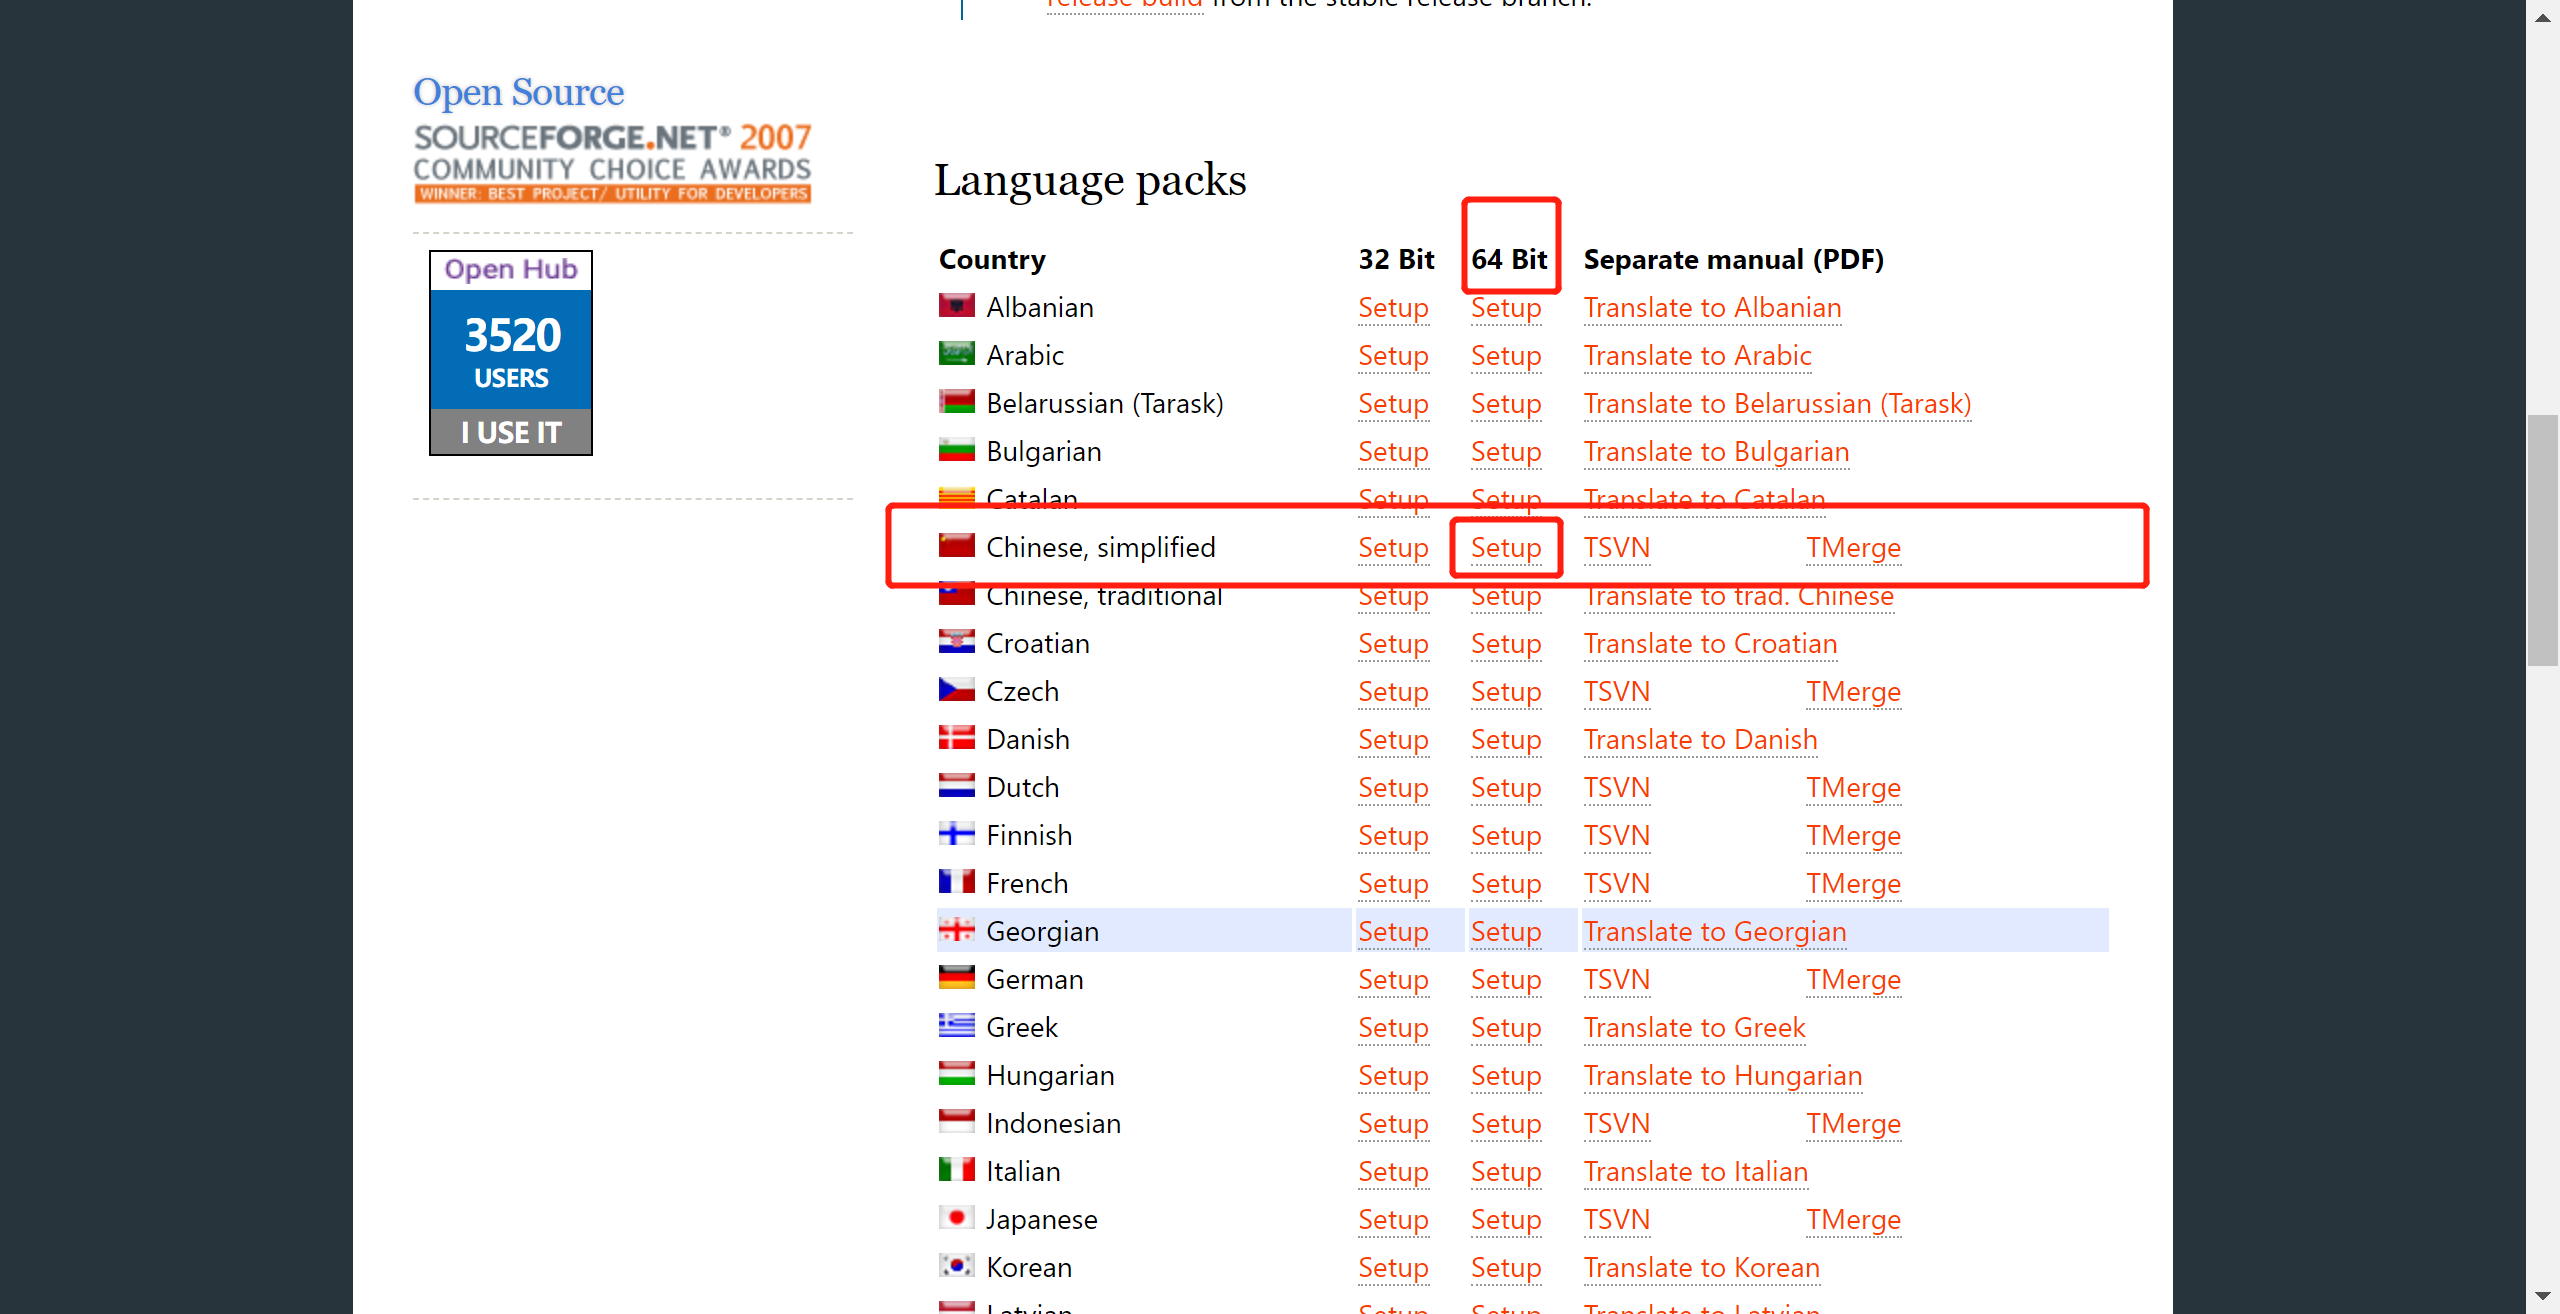 release build from the stable release branch.
Open Source
SOURCEFORGE.NET® 2007
COMMUNITY CHOICE AWARDS
WINNER: BEST PROJECT/ UTILITY FOR DEVELOPERS
Open Hub
3520
USERS
I USE IT
Language packs
Country 32 Bit 64 Bit Separate manual (PDF)
Albanian Setup Setup Translate to Albanian
Arabic Setup Setup Translate to Arabic
Belarussian (Tarask) Setup Setup Translate to Belarussian (Tarask)
Bulgarian Setup Setup Translate to Bulgarian
Catalan Setup Setup Translate to Catalan
Chinese, simplified Setup Setup TSVN TMerge
Chinese, traditional Setup Setup Translate to trad. Chinese
Croatian Setup Setup Translate to Croatian
Czech Setup Setup TSVN TMerge
Danish Setup Setup Translate to Danish
Dutch Setup Setup TSVN TMerge
Finnish Setup Setup TSVN TMerge
French Setup Setup TSVN TMerge
Georgian Setup Setup Translate to Georgian
German Setup Setup TSVN TMerge
Greek Setup Setup Translate to Greek
Hungarian Setup Setup Translate to Hungarian
Indonesian Setup Setup TSVN TMerge
Italian Setup Setup Translate to Italian
Japanese Setup Setup TSVN TMerge
Korean Setup Setup Translate to Korean
Latvian Setup Setup Translate to Latvian